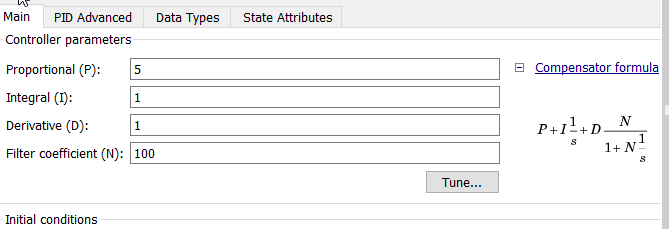 Main PID Advanced Data Types State Attributes
Controller parameters
Proportional (P): 5
Compensator formula
Integral (I): 1
Derivative (D): 1
P + I 1/s + D N/(1 + N 1/s)
Filter coefficient (N): 100
Tune...
Initial conditions